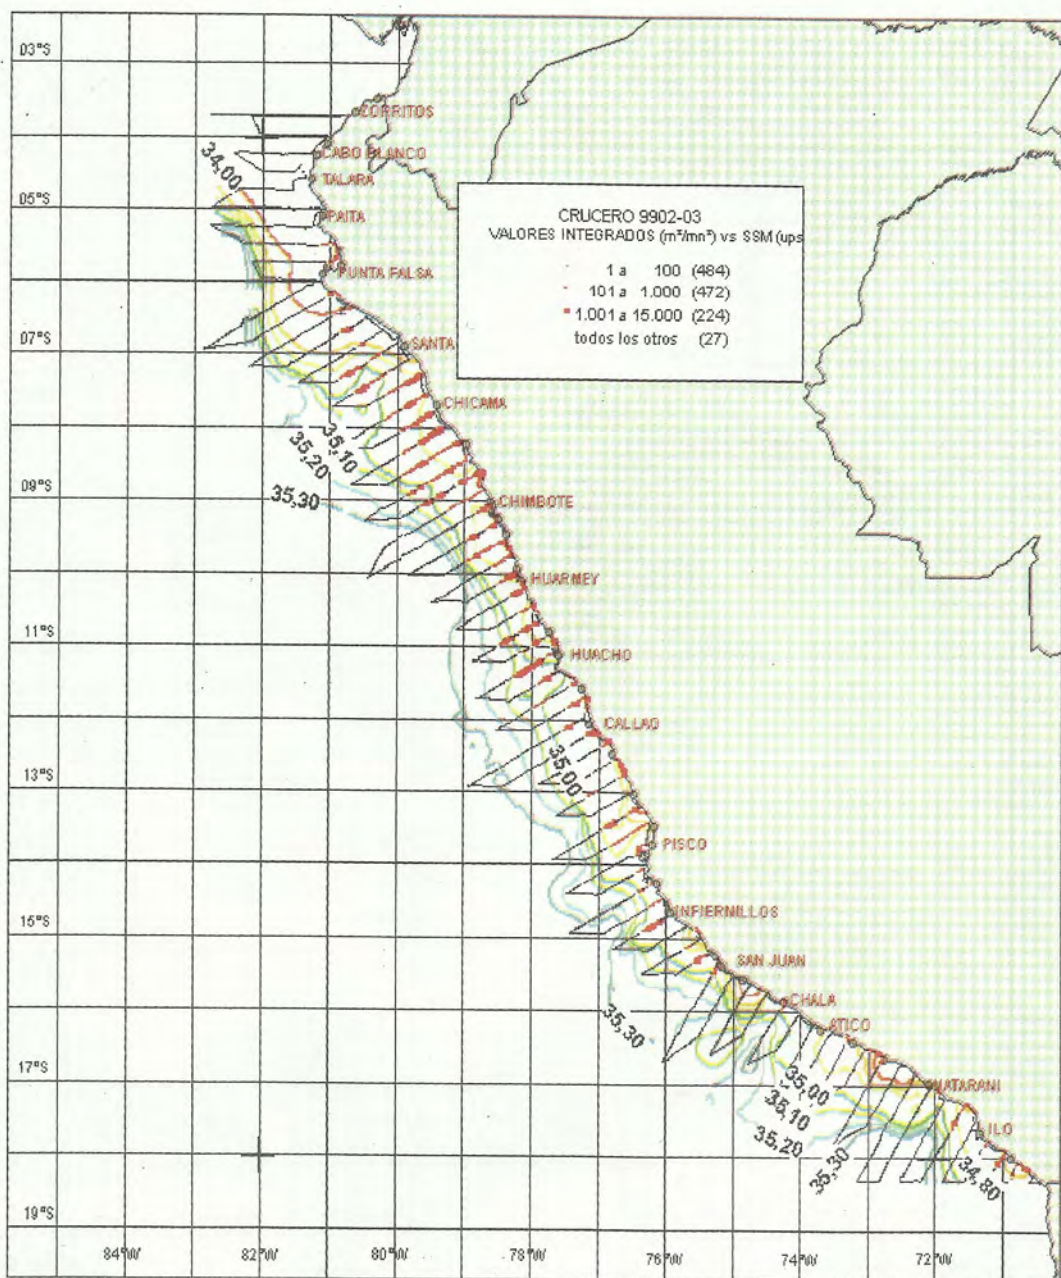 03°S
ZORRITOS
CABO BLANCO
34,00
TALARA
05°S
PAITA
CRUCERO 9902-03
VALORES INTEGRADOS (m²/mn²) vs SSM (ups
1 a 100 (484)
101 a 1.000 (472)
1.001 a 15.000 (224)
todos los otros (27)
PUNTA FALSA
07°S
SANTA
CHICAMA
35,10
35,20
35,30
09°S
CHIMBOTE
HUARMEY
11°S
HUACHO
CALLAO
35,00
13°S
PISCO
15°S
INFIERNILLOS
SAN JUAN
CHALA
35,30
ATICO
17°S
35,00
MATARANI
35,10
35,20
ILO
35,30
34,80
19°S
84°W
82°W
80°W
78°W
76°W
74°W
72°W